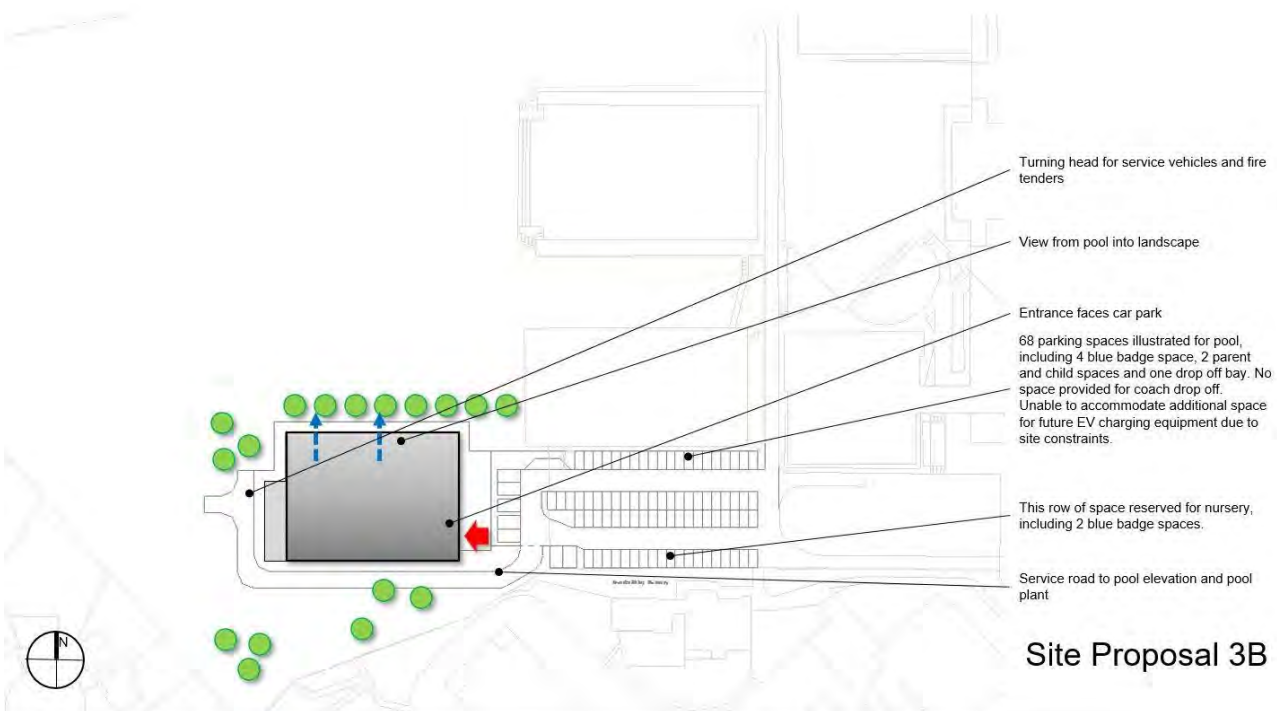 Turning head for service vehicles and fire
tenders
View from pool into landscape
Entrance faces car park
68 parking spaces illustrated for pool,
including 4 blue badge space, 2 parent
and child spaces and one drop off bay. No
space provided for coach drop off.
Unable to accommodate additional space
for future EV charging equipment due to
site constraints.
This row of space reserved for nursery,
including 2 blue badge spaces.
Nursery
Service road to pool elevation and pool
plant
N
Site Proposal 3B